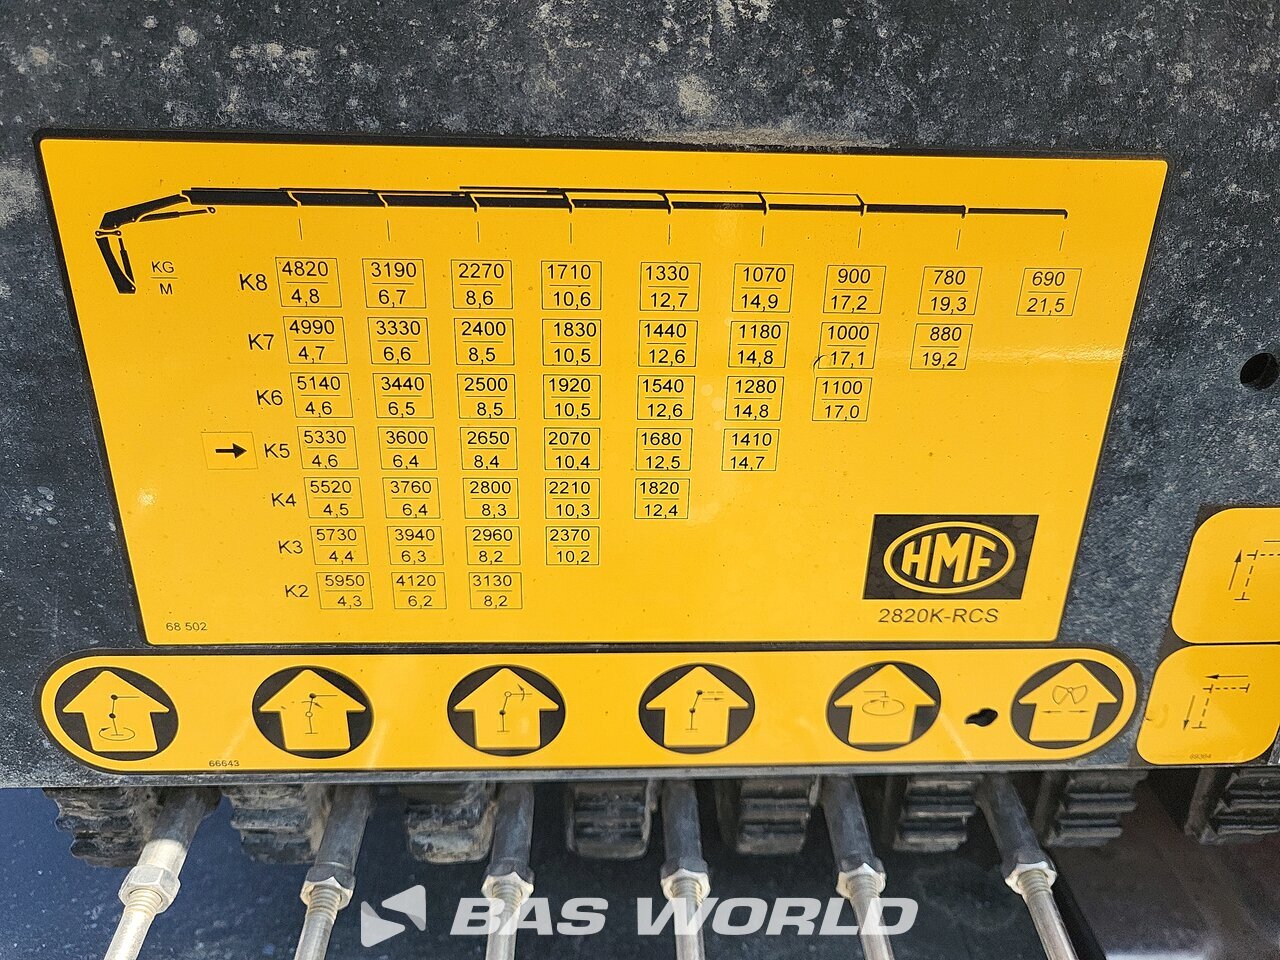 KG
M
K8 4820 3190 2270 1710 1330 1070 900 780 690
4,8 6,7 8,6 10,6 12,7 14,9 17,2 19,3 21,5
K7 4990 3330 2400 1830 1440 1180 1000 880
4,7 6,6 8,5 10,5 12,6 14,8 17,1 19,2
K6 5140 3440 2500 1920 1540 1280 1100
4,6 6,5 8,5 10,5 12,6 14,8 17,0
K5 5330 3600 2650 2070 1680 1410
4,6 6,4 8,4 10,4 12,5 14,7
K4 5520 3760 2800 2210 1820
4,5 6,4 8,3 10,3 12,4
K3 5730 3940 2960 2370
4,4 6,3 8,2 10,2
K2 5950 4120 3130
4,3 6,2 8,2
HMF
2820K-RCS
68 502
66643
BAS WORLD